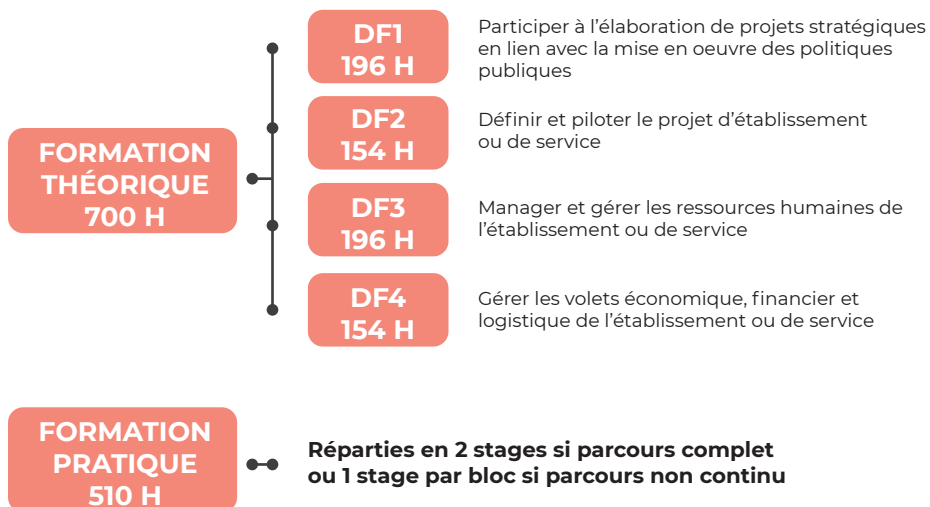 DF1
196 H
Participer à l'élaboration de projets stratégiques
en lien avec la mise en oeuvre des politiques
publiques
FORMATION
THÉORIQUE
700 H
DF2
154 H
Définir et piloter le projet d'établissement
ou de service
DF3
196 H
Manager et gérer les ressources humaines de
l'établissement ou de service
DF4
154 H
Gérer les volets économique, financier et
logistique de l'établissement ou de service
FORMATION
PRATIQUE
510 H
Réparties en 2 stages si parcours complet
ou 1 stage par bloc si parcours non continu